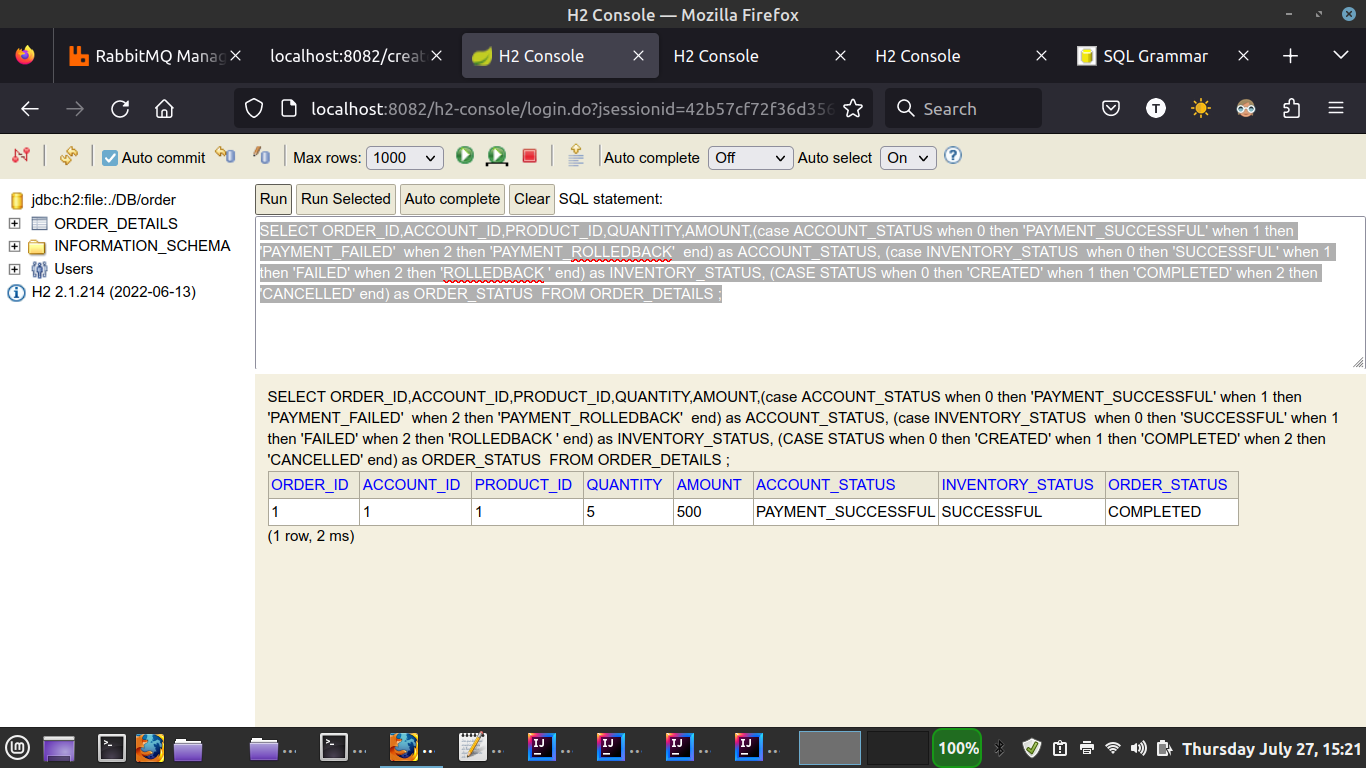 H2 Console — Mozilla Firefox
RabbitMQ Manag
localhost:8082/creat
H2 Console
H2 Console
H2 Console
SQL Grammar
localhost:8082/h2-console/login.do?jsessionid=42b57cf72f36d356
Search
T
Auto commit
Max rows: 1000
Auto complete Off
Auto select On
jdbc:h2:file:./DB/order
ORDER_DETAILS
INFORMATION_SCHEMA
Users
H2 2.1.214 (2022-06-13)
Run Run Selected Auto complete Clear SQL statement:
SELECT ORDER_ID,ACCOUNT_ID,PRODUCT_ID,QUANTITY,AMOUNT,(case ACCOUNT_STATUS when 0 then 'PAYMENT_SUCCESSFUL' when 1 then
'PAYMENT_FAILED'  when 2 then 'PAYMENT_ROLLEDBACK'  end) as ACCOUNT_STATUS, (case INVENTORY_STATUS  when 0 then 'SUCCESSFUL' when 1
then 'FAILED' when 2 then 'ROLLEDBACK ' end) as INVENTORY_STATUS, (CASE STATUS when 0 then 'CREATED' when 1 then 'COMPLETED' when 2 then
'CANCELLED' end) as ORDER_STATUS  FROM ORDER_DETAILS ;
SELECT ORDER_ID,ACCOUNT_ID,PRODUCT_ID,QUANTITY,AMOUNT,(case ACCOUNT_STATUS when 0 then 'PAYMENT_SUCCESSFUL' when 1 then
'PAYMENT_FAILED'  when 2 then 'PAYMENT_ROLLEDBACK'  end) as ACCOUNT_STATUS, (case INVENTORY_STATUS  when 0 then 'SUCCESSFUL' when 1
then 'FAILED' when 2 then 'ROLLEDBACK ' end) as INVENTORY_STATUS, (CASE STATUS when 0 then 'CREATED' when 1 then 'COMPLETED' when 2 then
'CANCELLED' end) as ORDER_STATUS  FROM ORDER_DETAILS ;
ORDER_ID ACCOUNT_ID PRODUCT_ID QUANTITY AMOUNT ACCOUNT_STATUS INVENTORY_STATUS ORDER_STATUS
1 1 1 5 500 PAYMENT_SUCCESSFUL SUCCESSFUL COMPLETED
(1 row, 2 ms)
100%
Thursday July 27, 15:21